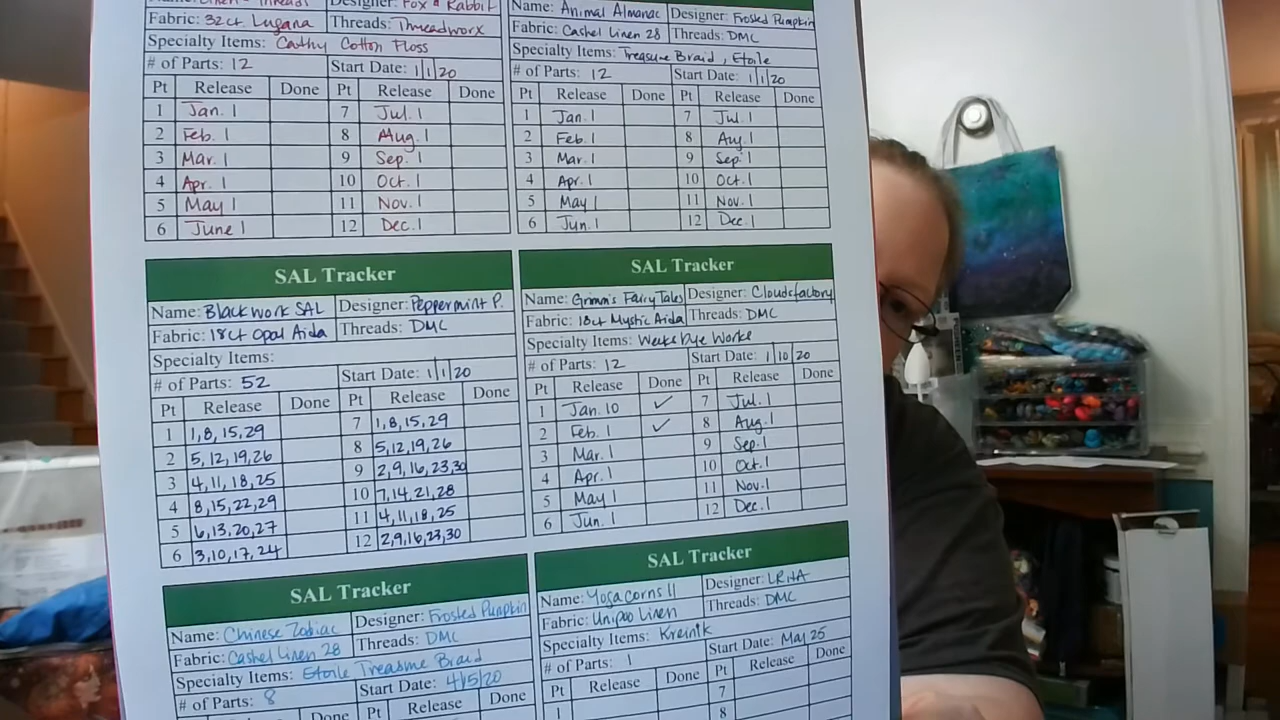 Designer: Fox n Rabbit
Fabric: 32ct Lugana Threads: Threadworx
Specialty Items: Cathy Cotton Floss
# of Parts: 12 Start Date: 1/1/20
Pt Release Done Pt Release Done
1 Jan. 1 7 Jul. 1
2 Feb. 1 8 Aug. 1
3 Mar. 1 9 Sep. 1
4 Apr. 1 10 Oct. 1
5 May 1 11 Nov. 1
6 June 1 12 Dec. 1
Name: Animal Almanac Designer: Frosted Pumpkin
Fabric: Cashel Linen 28 Threads: DMC
Specialty Items: Treasure Braid, Etoile
# of Parts: 12 Start Date: 1/1/20
Pt Release Done Pt Release Done
1 Jan. 1 7 Jul. 1
2 Feb. 1 8 Aug. 1
3 Mar. 1 9 Sep. 1
4 Apr. 1 10 Oct. 1
5 May 1 11 Nov. 1
6 Jun. 1 12 Dec. 1
SAL Tracker
Name: Blackwork SAL Designer: Peppermint P.
Fabric: 18ct Opal Aida Threads: DMC
Specialty Items:
# of Parts: 52 Start Date: 1/1/20
Pt Release Done Pt Release Done
1 1,8,15,29 7 1,8,15,29
2 5,12,19,26 8 5,12,19,26
3 4,11,18,25 9 2,9,16,23,30
4 8,15,22,29 10 7,14,21,28
5 6,13,20,27 11 4,11,18,25
6 3,10,17,24 12 2,9,16,23,30
SAL Tracker
Name: Grimm's Fairy Tales Designer: Cloudsfactory
Fabric: 18ct Mystic Aida Threads: DMC
Specialty Items: Weeks Dye Works
# of Parts: 12 Start Date: 1/10/20
Pt Release Done Pt Release Done
1 Jan. 10 ✓ 7 Jul. 1
2 Feb. 1 ✓ 8 Aug. 1
3 Mar. 1 9 Sep. 1
4 Apr. 1 10 Oct. 1
5 May 1 11 Nov. 1
6 Jun. 1 12 Dec. 1
SAL Tracker
Name: Chinese Zodiac Designer: Frosted Pumpkin
Fabric: Cashel Linen 28 Threads: DMC
Specialty Items: Etoile Treasure Braid
# of Parts: 8 Start Date: 4/15/20
Done Pt Release Done
SAL Tracker
Name: Yogacorns II Designer: LRNA
Fabric: Unipoo Linen Threads: DMC
Specialty Items: Kreinik
# of Parts: 1 Start Date: May 25
Pt Release Done Pt Release Done
1 7
8